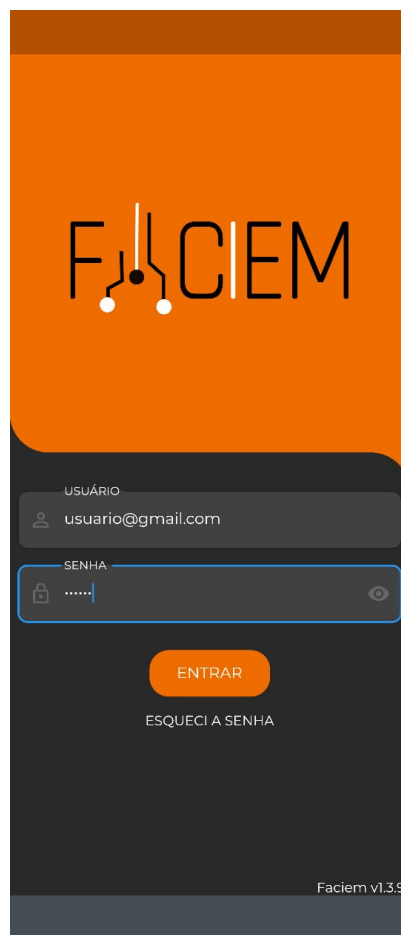 FACIEM
USUÁRIO
usuario@gmail.com
SENHA
••••••
ENTRAR
ESQUECI A SENHA
Faciem v1.3.9